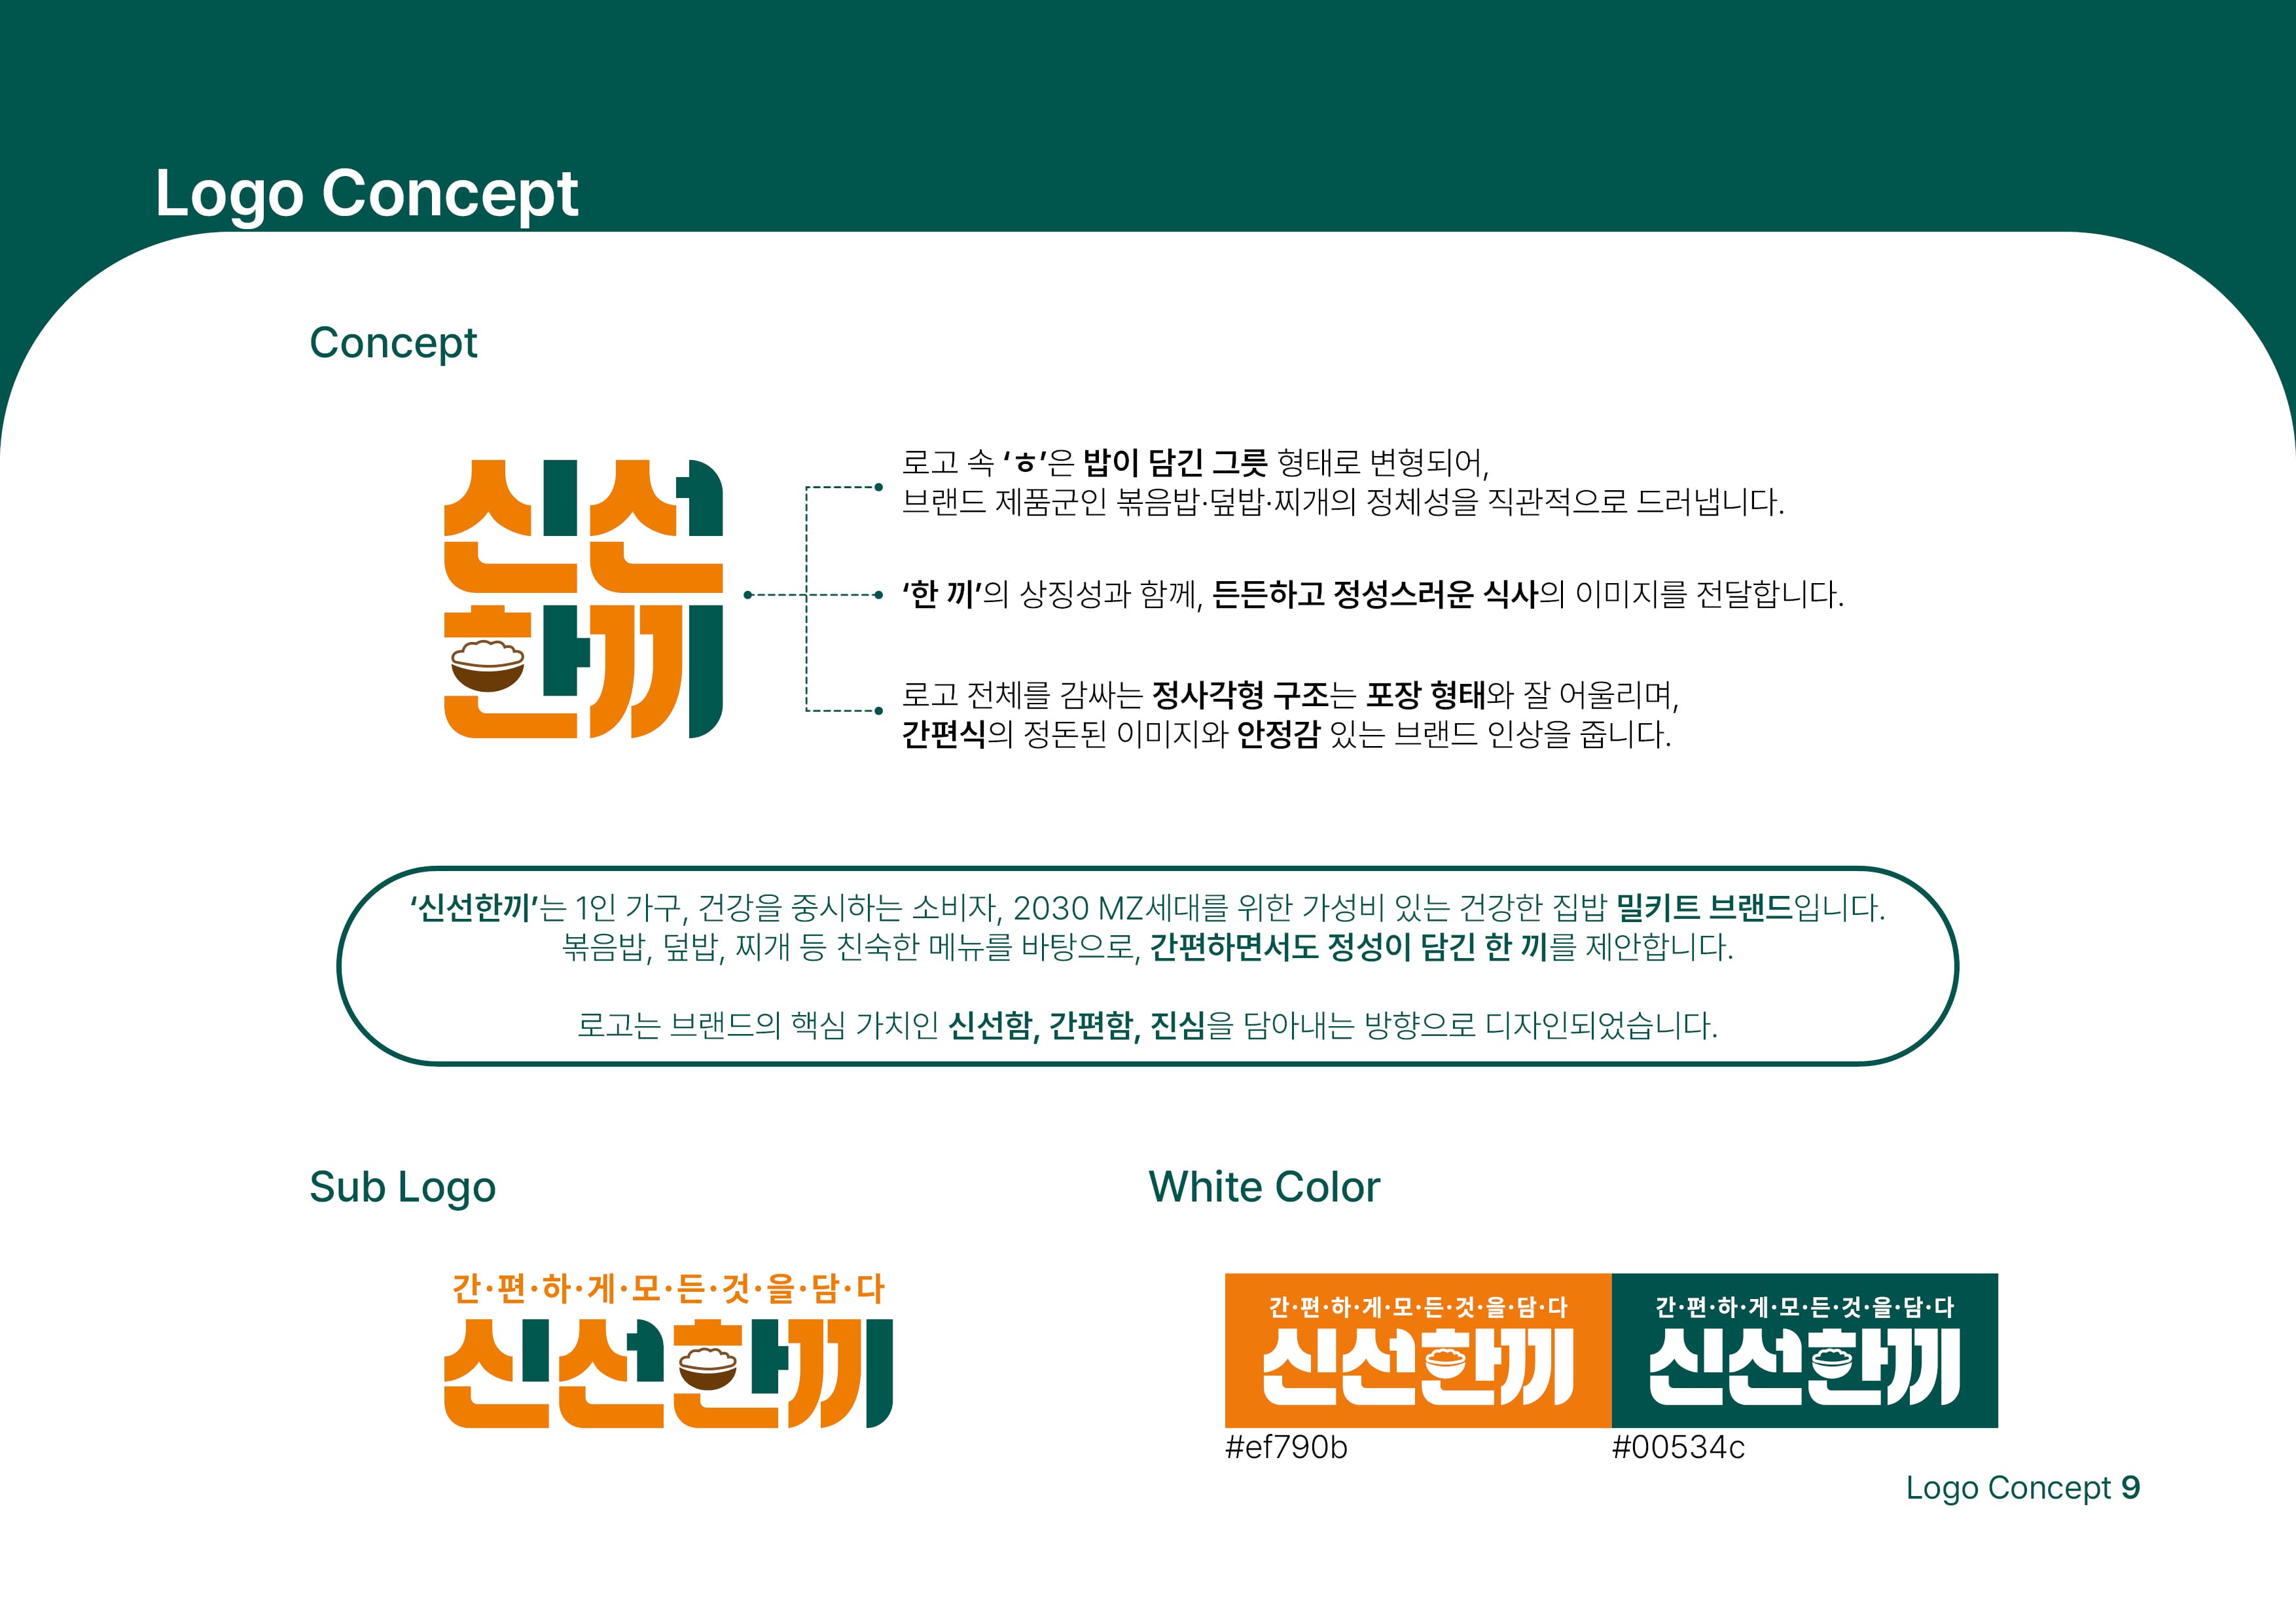 Logo Concept
Concept
신선
한끼
로고 속 ‘ㅎ’은 밥이 담긴 그릇 형태로 변형되어,
브랜드 제품군인 볶음밥·덮밥·찌개의 정체성을 직관적으로 드러냅니다.
‘한 끼’의 상징성과 함께, 든든하고 정성스러운 식사의 이미지를 전달합니다.
로고 전체를 감싸는 정사각형 구조는 포장 형태와 잘 어울리며,
간편식의 정돈된 이미지와 안정감 있는 브랜드 인상을 줍니다.
‘신선한끼’는 1인 가구, 건강을 중시하는 소비자, 2030 MZ세대를 위한 가성비 있는 건강한 집밥 밀키트 브랜드입니다.
볶음밥, 덮밥, 찌개 등 친숙한 메뉴를 바탕으로, 간편하면서도 정성이 담긴 한 끼를 제안합니다.
로고는 브랜드의 핵심 가치인 신선함, 간편함, 진심을 담아내는 방향으로 디자인되었습니다.
Sub Logo
간·편·하·게·모·든·것·을·담·다
신선한끼
White Color
간·편·하·게·모·든·것·을·담·다
신선한끼
#ef790b
간·편·하·게·모·든·것·을·담·다
신선한끼
#00534c
Logo Concept 9